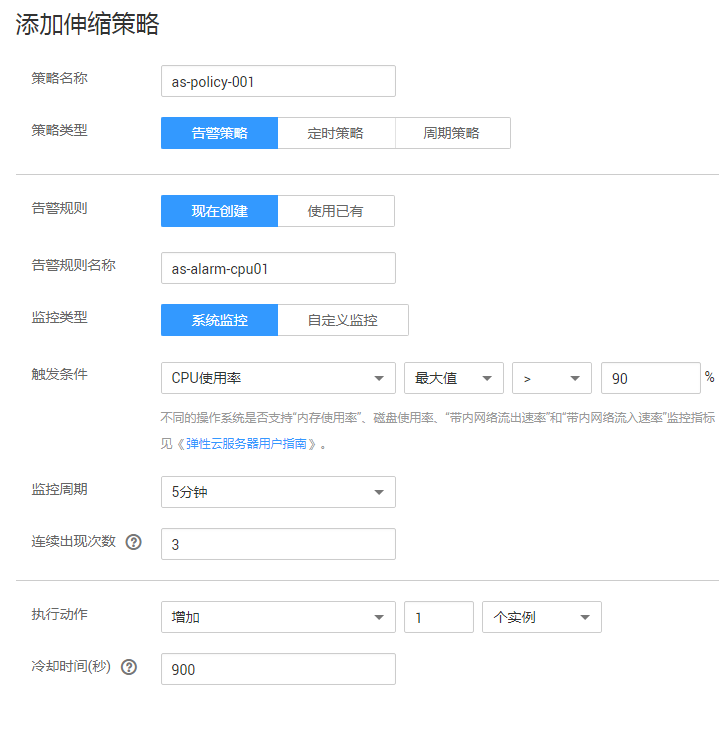 添加伸缩策略
策略名称 as-policy-001
策略类型 告警策略 定时策略 周期策略
告警规则 现在创建 使用已有
告警规则名称 as-alarm-cpu01
监控类型 系统监控 自定义监控
触发条件 CPU使用率 最大值 > 90 %
不同的操作系统是否支持“内存使用率”、磁盘使用率、“带内网络流出速率”和“带内网络流入速率”监控指标
见《弹性云服务器用户指南》。
监控周期 5分钟
连续出现次数 ? 3
执行动作 增加 1 个实例
冷却时间(秒) ? 900